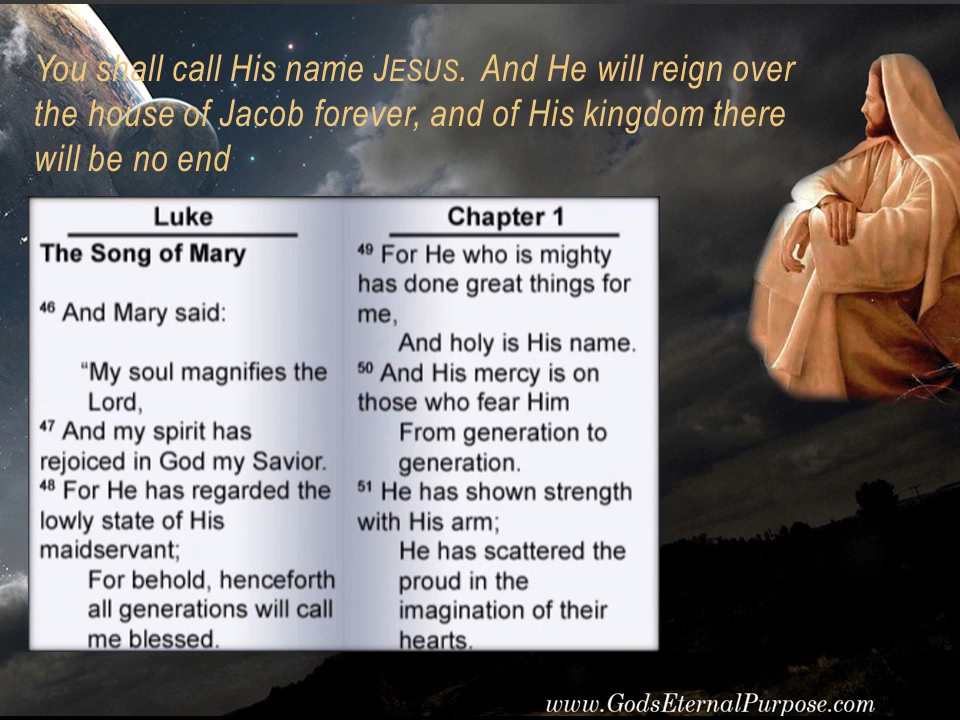 You shall call His name JESUS.  And He will reign over
the house of Jacob forever, and of His kingdom there
will be no end
Luke
The Song of Mary
⁴⁶ And Mary said:
“My soul magnifies the
Lord,
⁴⁷ And my spirit has
rejoiced in God my Savior.
⁴⁸ For He has regarded the
lowly state of His
maidservant;
For behold, henceforth
all generations will call
me blessed.
Chapter 1
⁴⁹ For He who is mighty
has done great things for
me,
And holy is His name.
⁵⁰ And His mercy is on
those who fear Him
From generation to
generation.
⁵¹ He has shown strength
with His arm;
He has scattered the
proud in the
imagination of their
hearts.
www.GodsEternalPurpose.com